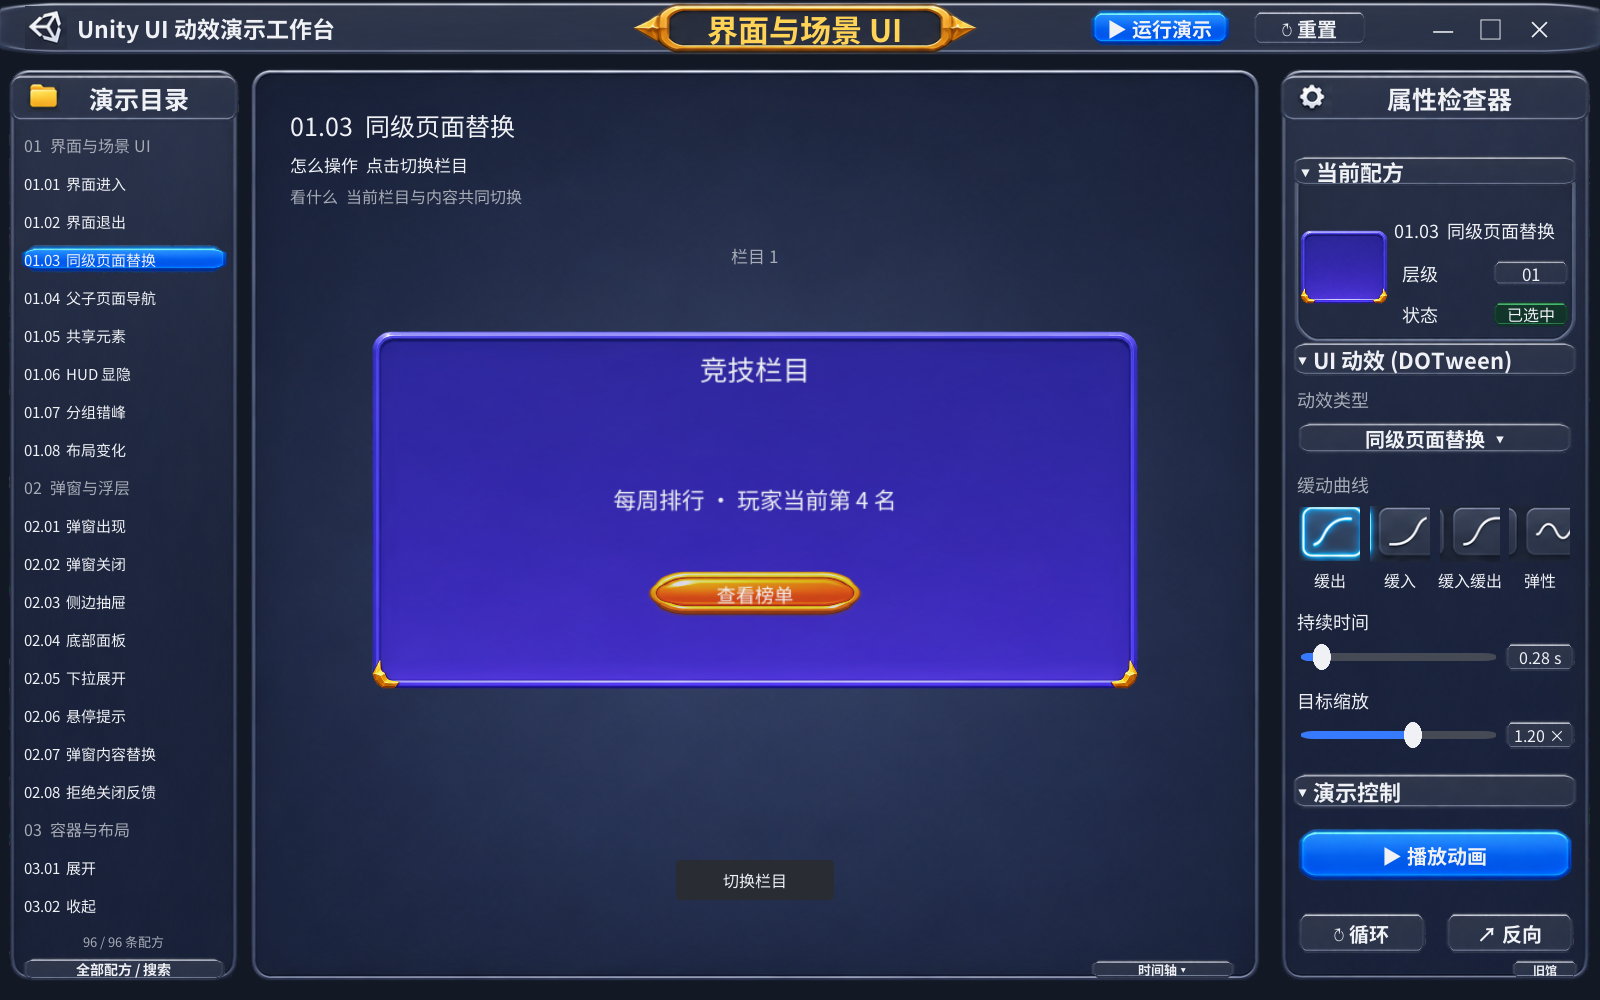 Unity UI 动效演示工作台
界面与场景 UI
▶ 运行演示
重置
演示目录
01 界面与场景 UI
01.01 界面进入
01.02 界面退出
01.03 同级页面替换
01.04 父子页面导航
01.05 共享元素
01.06 HUD 显隐
01.07 分组错峰
01.08 布局变化
02 弹窗与浮层
02.01 弹窗出现
02.02 弹窗关闭
02.03 侧边抽屉
02.04 底部面板
02.05 下拉展开
02.06 悬停提示
02.07 弹窗内容替换
02.08 拒绝关闭反馈
03 容器与布局
03.01 展开
03.02 收起
96 / 96 条配方
全部配方 / 搜索
01.03 同级页面替换
怎么操作 点击切换栏目
看什么 当前栏目与内容共同切换
栏目 1
竞技栏目
每周排行 · 玩家当前第 4 名
查看榜单
切换栏目
时间轴 ▾
属性检查器
▾ 当前配方
01.03 同级页面替换
层级 01
状态 已选中
▾ UI 动效 (DOTween)
动效类型
同级页面替换 ▾
缓动曲线
缓出 缓入 缓入缓出 弹性
持续时间
0.28 s
目标缩放
1.20 ×
▾ 演示控制
▶ 播放动画
循环
↗ 反向
旧馆